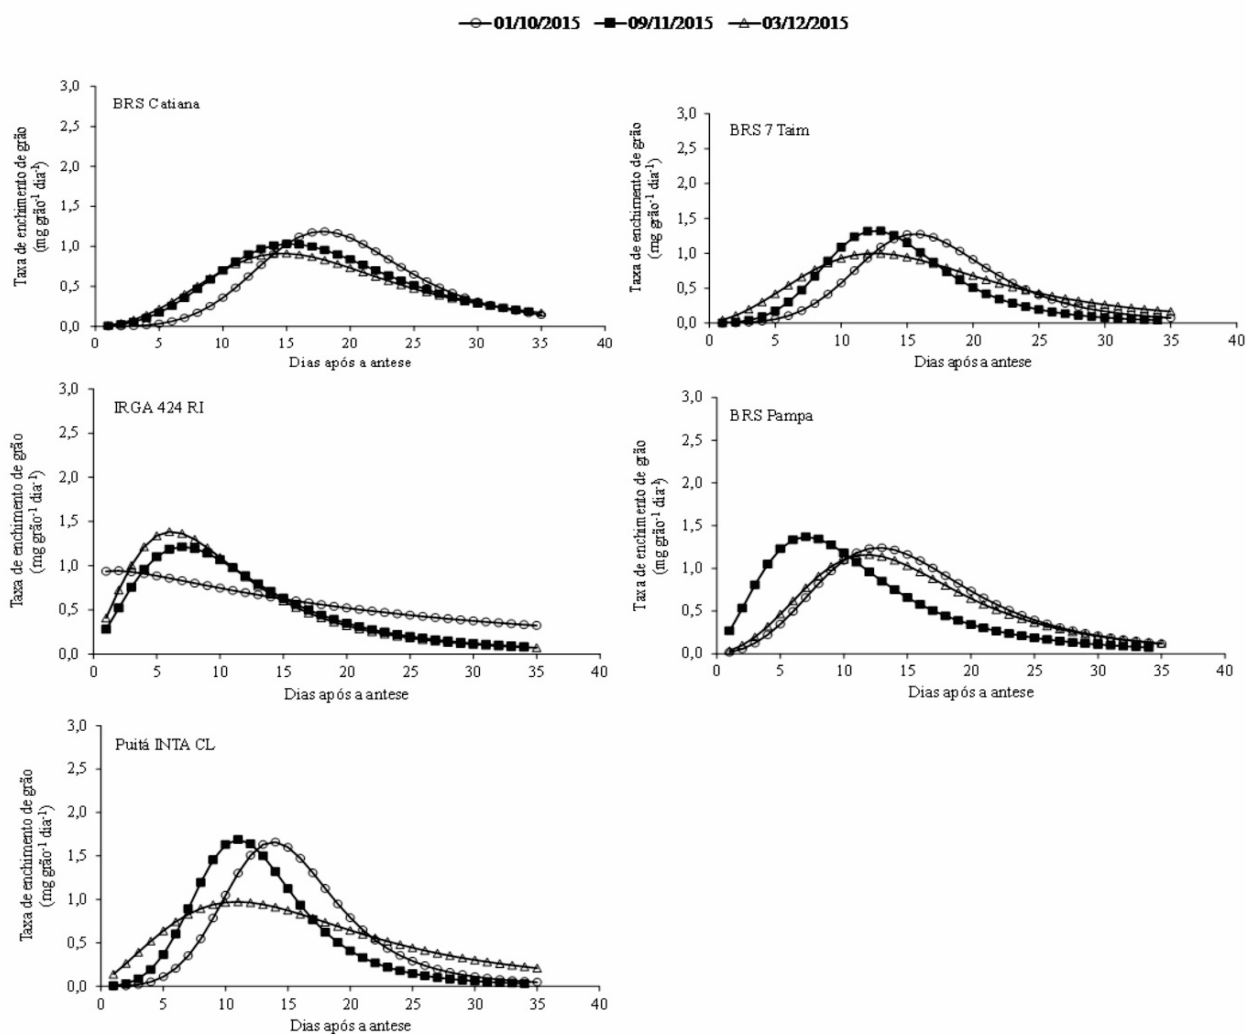 01/10/2015 09/11/2015 03/12/2015
BRS Catiana
Taxa de enchimento de grão
(mg grão⁻¹ dia⁻¹)
3,0
2,5
2,0
1,5
1,0
0,5
0,0
0 5 10 15 20 25 30 35 40
Dias após a antese
BRS 7 Taim
Taxa de enchimento de grão
(mg grão⁻¹ dia⁻¹)
3,0
2,5
2,0
1,5
1,0
0,5
0,0
0 5 10 15 20 25 30 35 40
Dias após a antese
IRGA 424 RI
Taxa de enchimento de grão
(mg grão⁻¹ dia⁻¹)
3,0
2,5
2,0
1,5
1,0
0,5
0,0
0 5 10 15 20 25 30 35 40
Dias após a antese
BRS Pampa
Taxa de enchimento de grão
(mg grão⁻¹ dia⁻¹)
3,0
2,5
2,0
1,5
1,0
0,5
0,0
0 5 10 15 20 25 30 35 40
Dias após a antese
Puitá INTA CL
Taxa de enchimento de grão
(mg grão⁻¹ dia⁻¹)
3,0
2,5
2,0
1,5
1,0
0,5
0,0
0 5 10 15 20 25 30 35 40
Dias após a antese